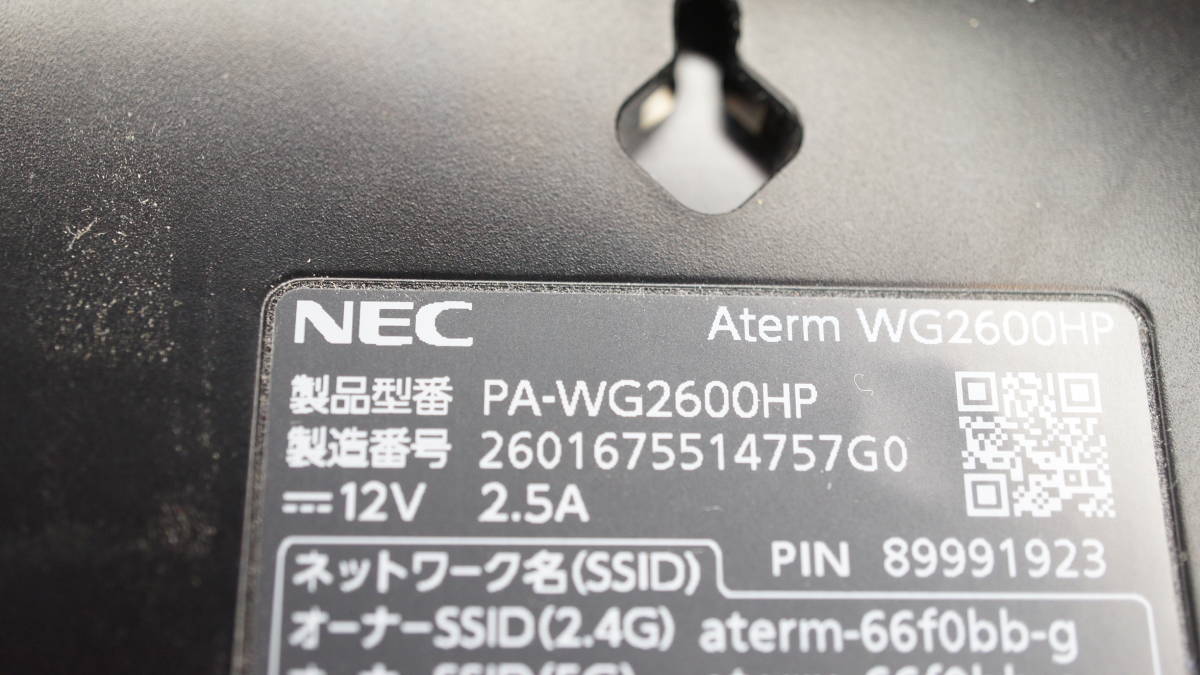 NEC Aterm WG2600HP
製品型番 PA-WG2600HP
製造番号 2601675514757G0
⎓12V 2.5A
PIN 89991923
ネットワーク名(SSID)
オーナーSSID(2.4G) aterm-66f0bb-g